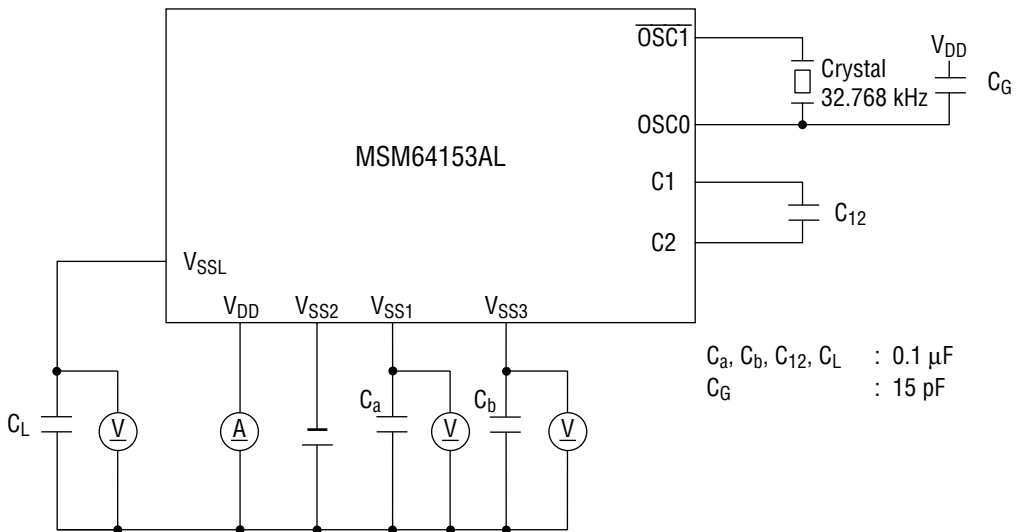 OSC1
VDD
Crystal
32.768 kHz
CG
OSC0
MSM64153AL
C1
C12
C2
VSSL
VDD
VSS2
VSS1
VSS3
Ca, Cb, C12, CL : 0.1 µF
CG : 15 pF
CL
V
A
Ca
V
Cb
V